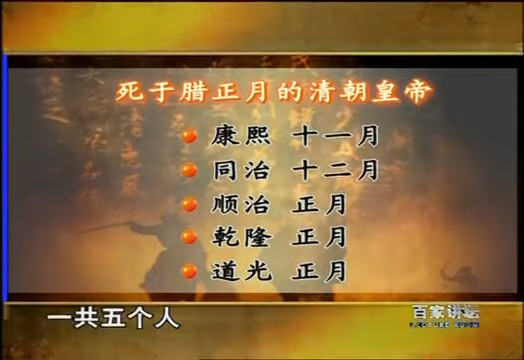 死于腊正月的清朝皇帝
康熙 十一月
同治 十二月
顺治 正月
乾隆 正月
道光 正月
一共五个人
百家讲坛
LECTURE ROOM